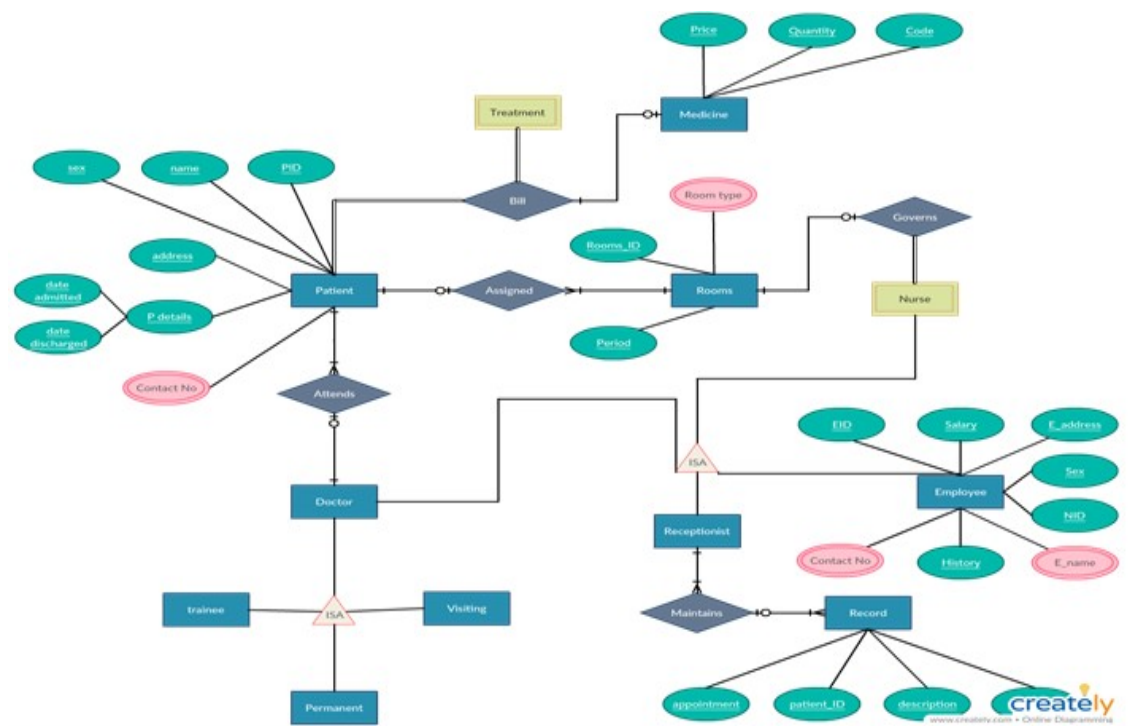 Price
Quantity
Code
Treatment
Medicine
sex
name
PID
Bill
Room type
Governs
Rooms_ID
address
date
admitted
Patient
Assigned
Rooms
Nurse
P details
date
discharged
Period
Contact No
Attends
EID
Salary
E_address
ISA
Sex
Doctor
Employee
NID
Receptionist
Contact No
History
E_name
trainee
ISA
Visiting
Maintains
Record
Permanent
appointment
patient_ID
description
creately
www.creately.com • Online Diagramming